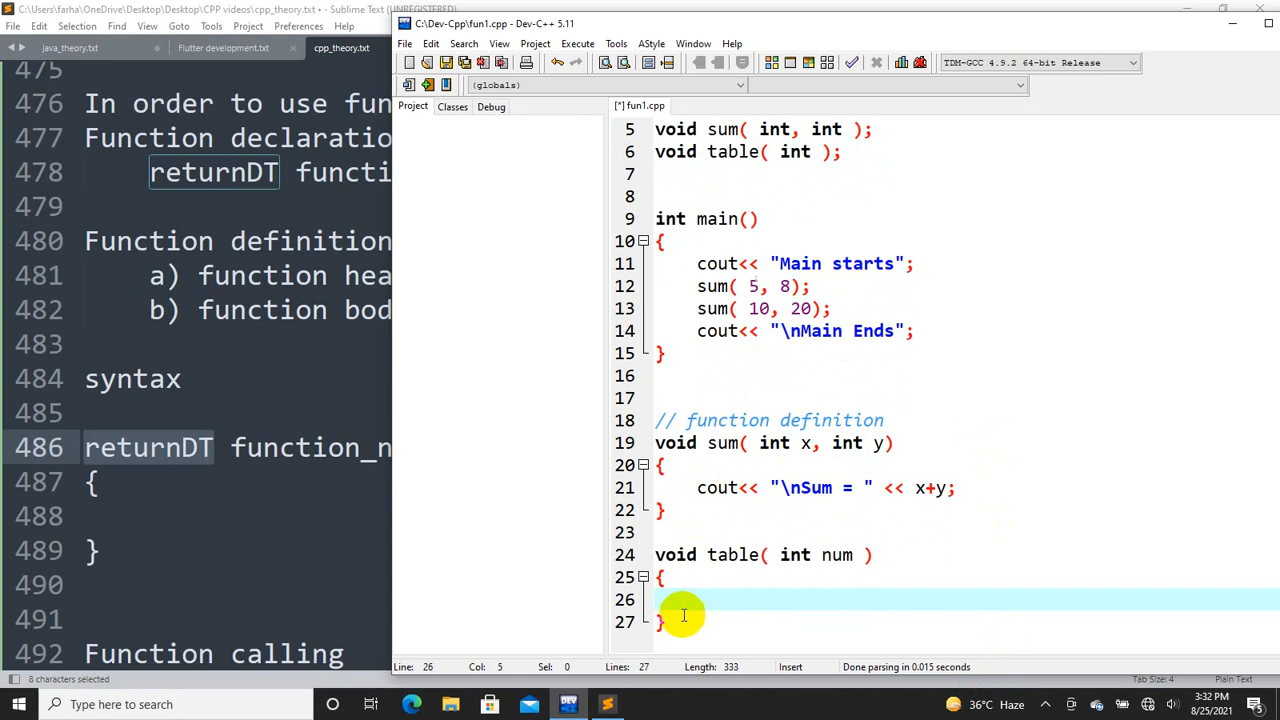 C:\Users\farha\OneDrive\Desktop\Desktop\CPP videos\cpp_theory.txt • - Sublime Text (UNREGISTERED)
File Edit Selection Find View Goto Tools Project Preferences Help
java_theory.txt Flutter development.txt cpp_theory.txt
475
476 In order to use fun
477 Function declaratio
478 returnDT functi
479
480 Function definition
481 a) function hea
482 b) function bod
483
484 syntax
485
486 returnDT function_n
487 {
488
489 }
490
491
492 Function calling
8 characters selected
C:\Dev-Cpp\fun1.cpp - Dev-C++ 5.11
File Edit Search View Project Execute Tools AStyle Window Help
TDM-GCC 4.9.2 64-bit Release
(globals)
Project Classes Debug
[*] fun1.cpp
5 void sum( int, int );
6 void table( int );
7
8
9 int main()
10 {
11 cout<< "Main starts";
12 sum( 5, 8);
13 sum( 10, 20);
14 cout<< "\nMain Ends";
15 }
16
17
18 // function definition
19 void sum( int x, int y)
20 {
21 cout<< "\nSum = " << x+y;
22 }
23
24 void table( int num )
25 {
26
27 }
Line: 26 Col: 5 Sel: 0 Lines: 27 Length: 333 Insert Done parsing in 0.015 seconds
Tab Size: 4 Plain Text
Type here to search
DEV
36°C Haze
3:32 PM
8/25/2021
5